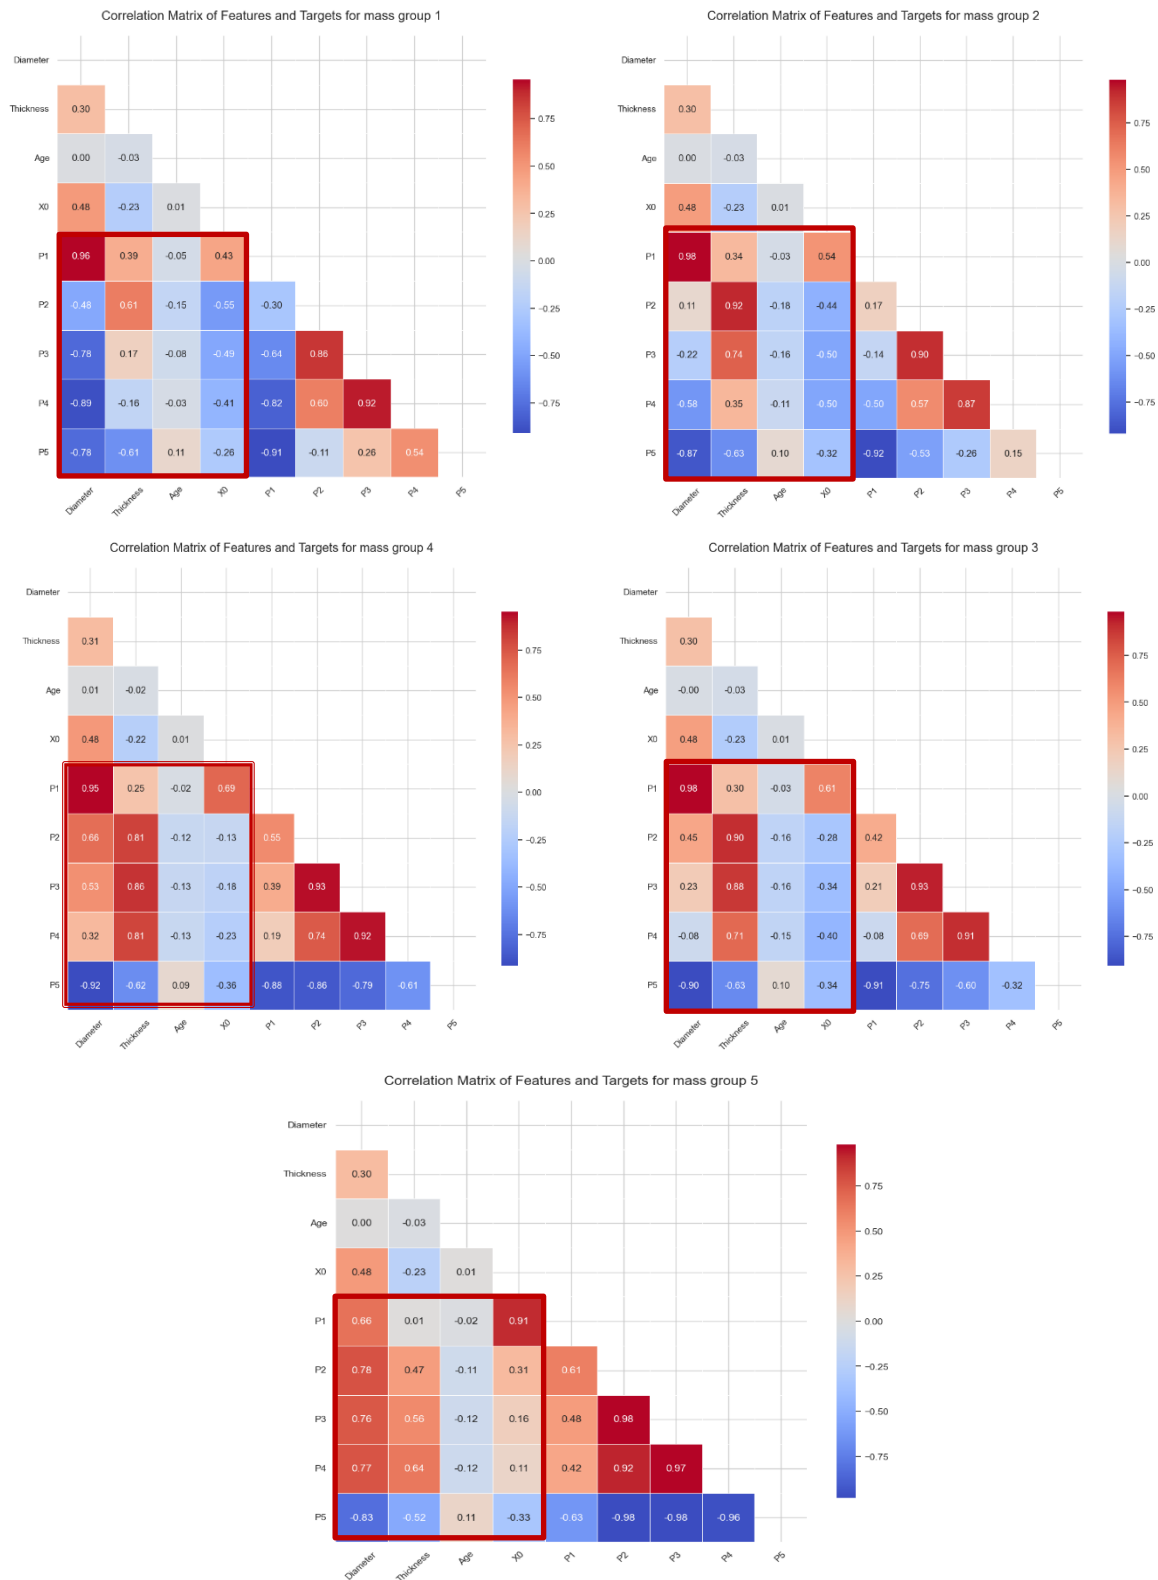 Correlation Matrix of Features and Targets for mass group 1
Diameter
Thickness 0.30
Age 0.00 -0.03
X0 0.48 -0.23 0.01
P1 0.96 0.39 -0.05 0.43
P2 -0.48 0.61 -0.15 -0.55 -0.30
P3 -0.78 0.17 -0.08 -0.49 -0.64 0.86
P4 -0.89 -0.16 -0.03 -0.41 -0.82 0.60 0.92
P5 -0.78 -0.61 0.11 -0.26 -0.91 -0.11 0.26 0.54
Diameter Thickness Age X0 P1 P2 P3 P4 P5
0.75
0.50
0.25
0.00
−0.25
−0.50
−0.75
Correlation Matrix of Features and Targets for mass group 2
Diameter
Thickness 0.30
Age 0.00 -0.03
X0 0.48 -0.23 0.01
P1 0.98 0.34 -0.03 0.54
P2 0.11 0.92 -0.18 -0.44 0.17
P3 -0.22 0.74 -0.16 -0.50 -0.14 0.90
P4 -0.58 0.35 -0.11 -0.50 -0.50 0.57 0.87
P5 -0.87 -0.63 0.10 -0.32 -0.92 -0.53 -0.26 0.15
Diameter Thickness Age X0 P1 P2 P3 P4 P5
0.75
0.50
0.25
0.00
−0.25
−0.50
−0.75
Correlation Matrix of Features and Targets for mass group 4
Diameter
Thickness 0.31
Age 0.01 -0.02
X0 0.48 -0.22 0.01
P1 0.95 0.25 -0.02 0.69
P2 0.66 0.81 -0.12 -0.13 0.55
P3 0.53 0.86 -0.13 -0.18 0.39 0.93
P4 0.32 0.81 -0.13 -0.23 0.19 0.74 0.92
P5 -0.92 -0.62 0.09 -0.36 -0.88 -0.86 -0.79 -0.61
Diameter Thickness Age X0 P1 P2 P3 P4 P5
0.75
0.50
0.25
0.00
−0.25
−0.50
−0.75
Correlation Matrix of Features and Targets for mass group 3
Diameter
Thickness 0.30
Age -0.00 -0.03
X0 0.48 -0.23 0.01
P1 0.98 0.30 -0.03 0.61
P2 0.45 0.90 -0.16 -0.28 0.42
P3 0.23 0.88 -0.16 -0.34 0.21 0.93
P4 -0.08 0.71 -0.15 -0.40 -0.08 0.69 0.91
P5 -0.90 -0.63 0.10 -0.34 -0.91 -0.75 -0.60 -0.32
Diameter Thickness Age X0 P1 P2 P3 P4 P5
0.75
0.50
0.25
0.00
−0.25
−0.50
−0.75
Correlation Matrix of Features and Targets for mass group 5
Diameter
Thickness 0.30
Age 0.00 -0.03
X0 0.48 -0.23 0.01
P1 0.66 0.01 -0.02 0.91
P2 0.78 0.47 -0.11 0.31 0.61
P3 0.76 0.56 -0.12 0.16 0.48 0.98
P4 0.77 0.64 -0.12 0.11 0.42 0.92 0.97
P5 -0.83 -0.52 0.11 -0.33 -0.63 -0.98 -0.98 -0.96
Diameter Thickness Age X0 P1 P2 P3 P4 P5
0.75
0.50
0.25
0.00
−0.25
−0.50
−0.75